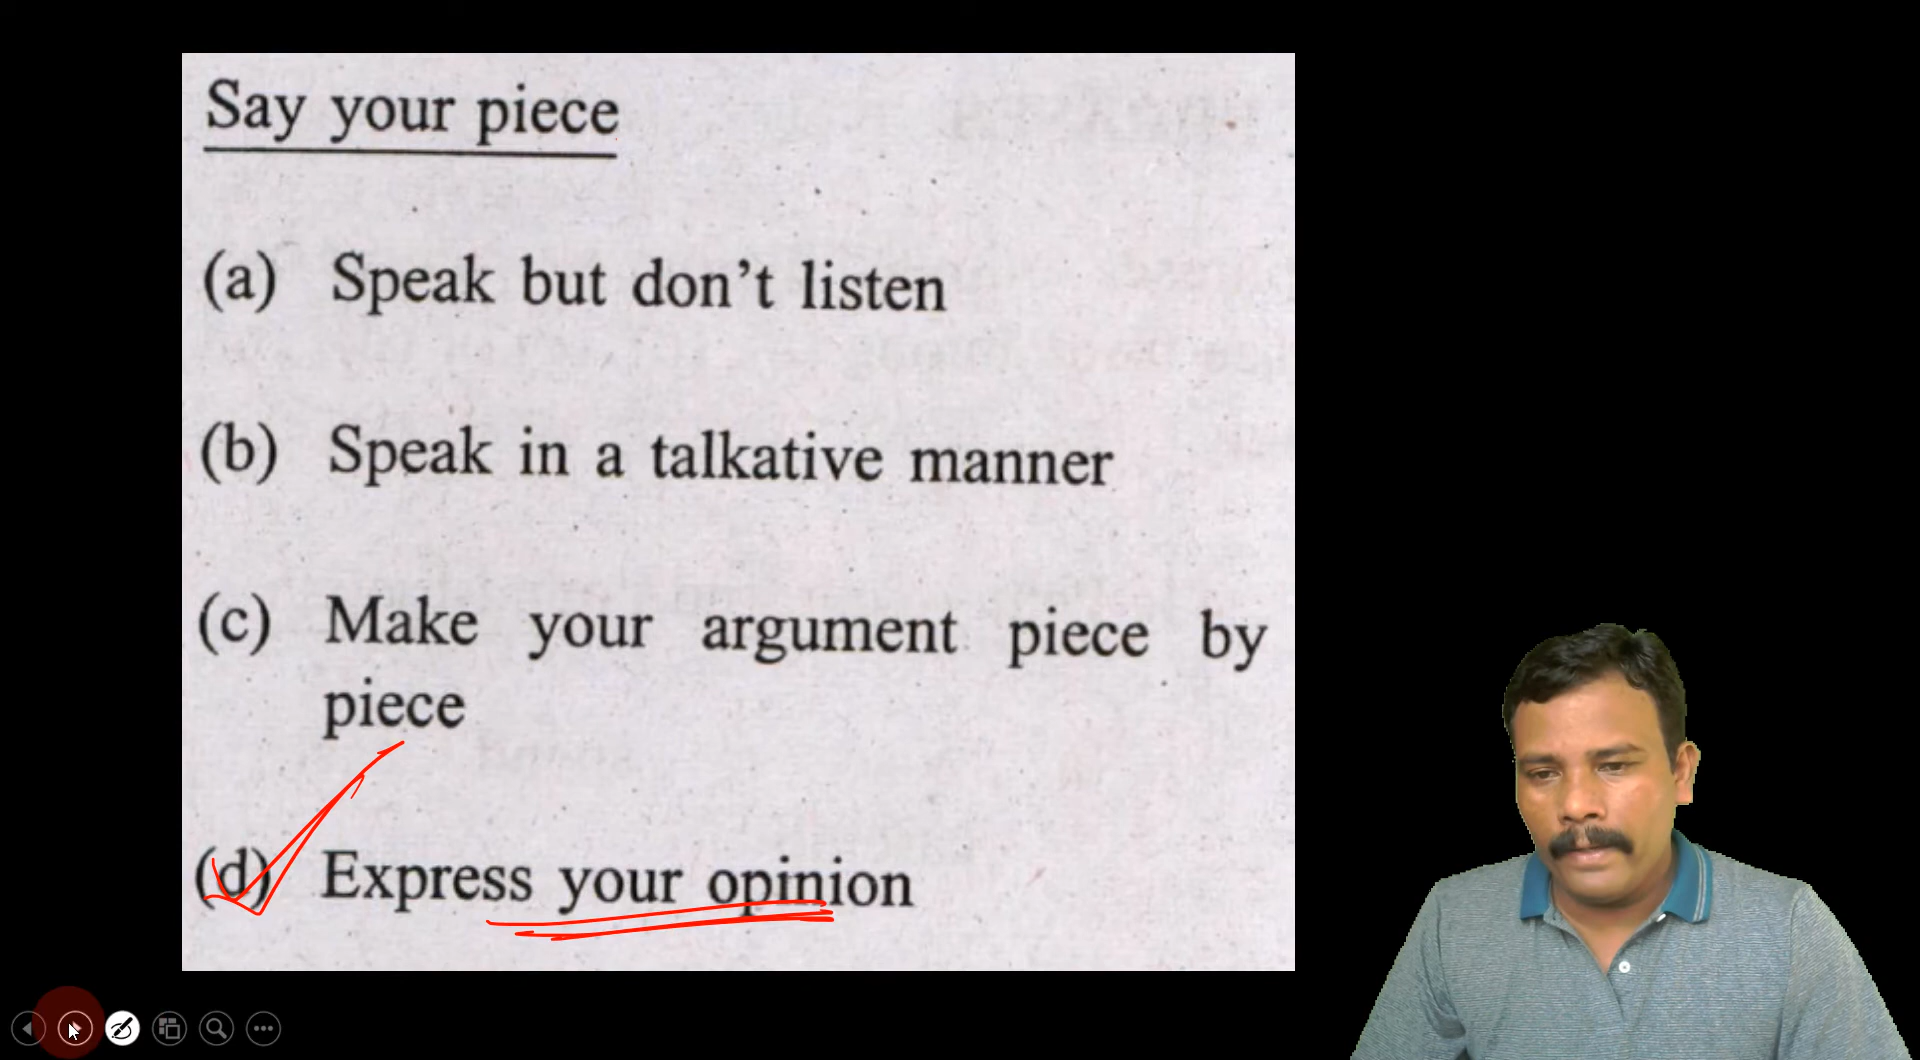 Say your piece
(a) Speak but don’t listen
(b) Speak in a talkative manner
(c) Make your argument piece by
piece
(d) Express your opinion